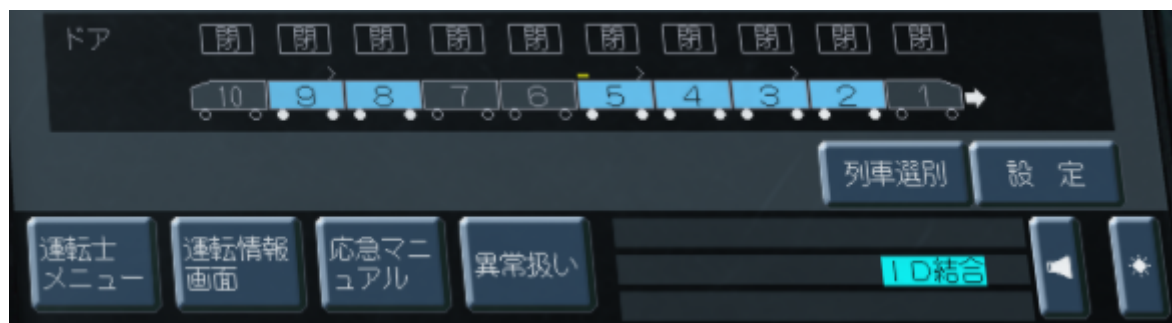 ドア 閉 閉 閉 閉 閉 閉 閉 閉 閉 閉
10 9 8 7 6 5 4 3 2 1
列車選別 設 定
運転士
メニュー
運転情報
画面
応急マニ
ュアル
異常扱い
ID結合